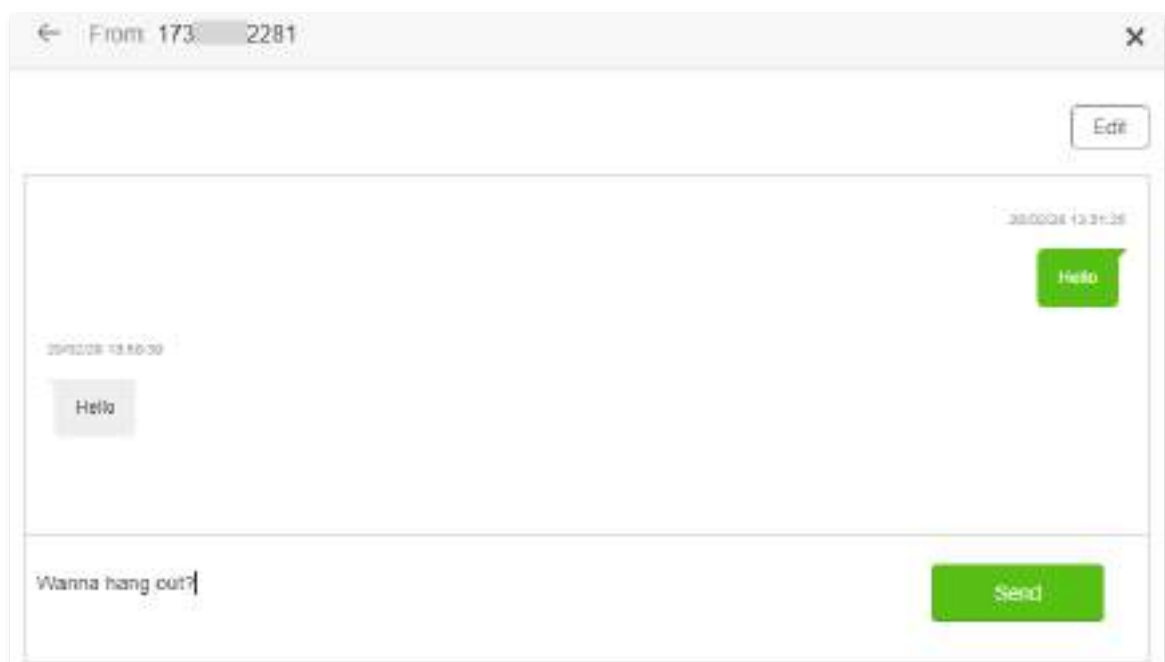 From 173 2281
Edit
Hello
Hello
Wanna hang out?
Send